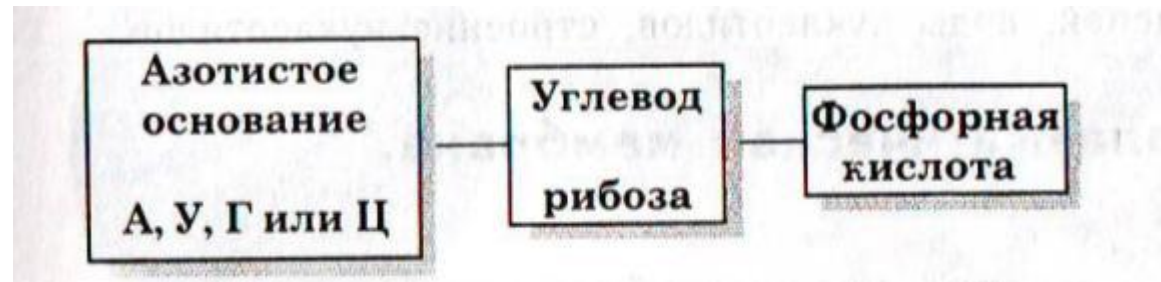 Азотистое
основание
А, У, Г или Ц
Углевод
рибоза
Фосфорная
кислота